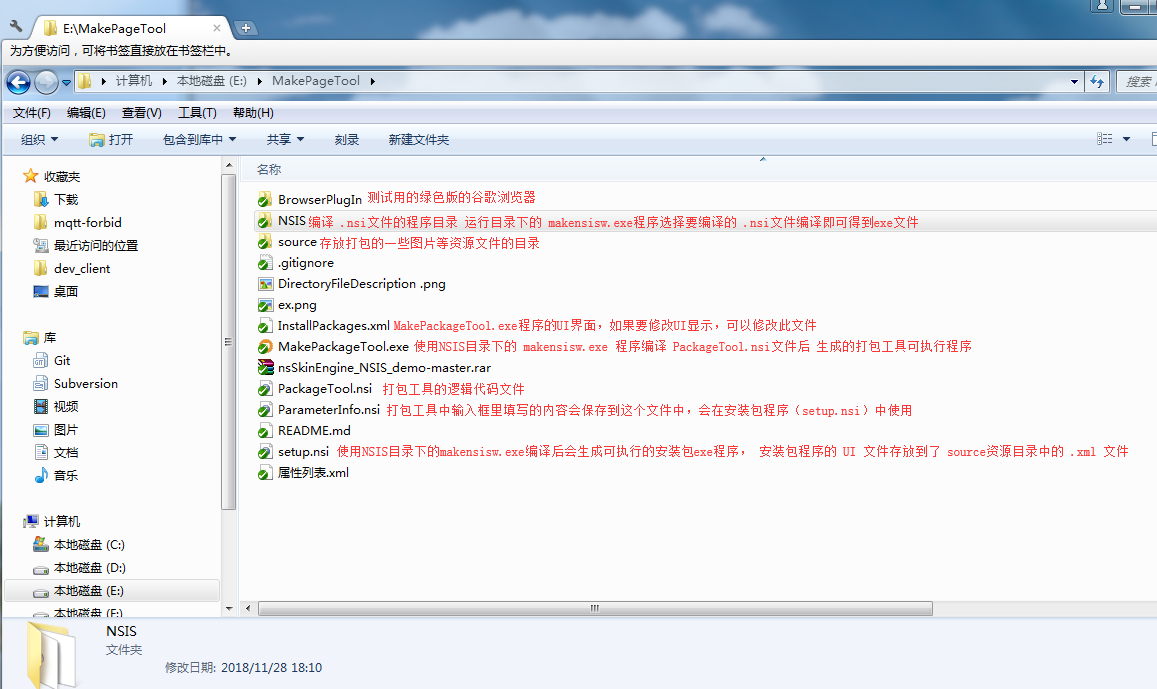 E:\MakePageTool
为方便访问，可将书签直接放在书签栏中。
计算机 本地磁盘 (E:) MakePageTool
搜索
文件(F) 编辑(E) 查看(V) 工具(T) 帮助(H)
组织 打开 包含到库中 共享 刻录 新建文件夹
收藏夹
下载
mqtt-forbid
最近访问的位置
dev_client
桌面
库
Git
Subversion
视频
图片
文档
音乐
计算机
本地磁盘 (C:)
本地磁盘 (D:)
本地磁盘 (E:)
本地磁盘 (F:)
名称
BrowserPlugIn 测试用的绿色版的谷歌浏览器
NSIS 编译 .nsi文件的程序目录 运行目录下的 makensisw.exe程序选择要编译的 .nsi文件编译即可得到exe文件
source 存放打包的一些图片等资源文件的目录
.gitignore
DirectoryFileDescription .png
ex.png
InstallPackages.xml MakePackageTool.exe程序的UI界面，如果要修改UI显示，可以修改此文件
MakePackageTool.exe 使用NSIS目录下的 makensisw.exe 程序编译 PackageTool.nsi文件后 生成的打包工具可执行程序
nsSkinEngine_NSIS_demo-master.rar
PackageTool.nsi 打包工具的逻辑代码文件
ParameterInfo.nsi 打包工具中输入框里填写的内容会保存到这个文件中，会在安装包程序（setup.nsi）中使用
README.md
setup.nsi 使用NSIS目录下的makensisw.exe编译后会生成可执行的安装包exe程序， 安装包程序的 UI 文件存放到了 source资源目录中的 .xml 文件
属性列表.xml
NSIS
文件夹
修改日期: 2018/11/28 18:10